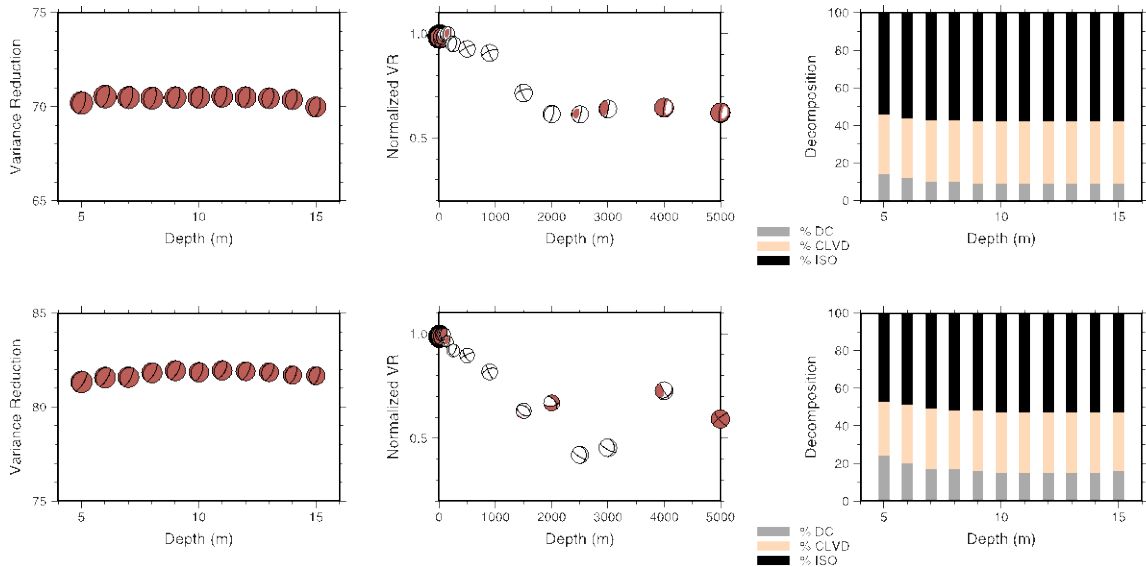 Variance Reduction
75
70
65
5
10
15
Depth (m)
Normalized VR
1.0
0.5
0
1000
2000
3000
4000
5000
Depth (m)
Decomposition
100
80
60
40
20
0
5
10
15
Depth (m)
% DC
% CLVD
% ISO
Variance Reduction
85
80
75
5
10
15
Depth (m)
Normalized VR
1.0
0.5
0
1000
2000
3000
4000
5000
Depth (m)
Decomposition
100
80
60
40
20
0
5
10
15
Depth (m)
% DC
% CLVD
% ISO